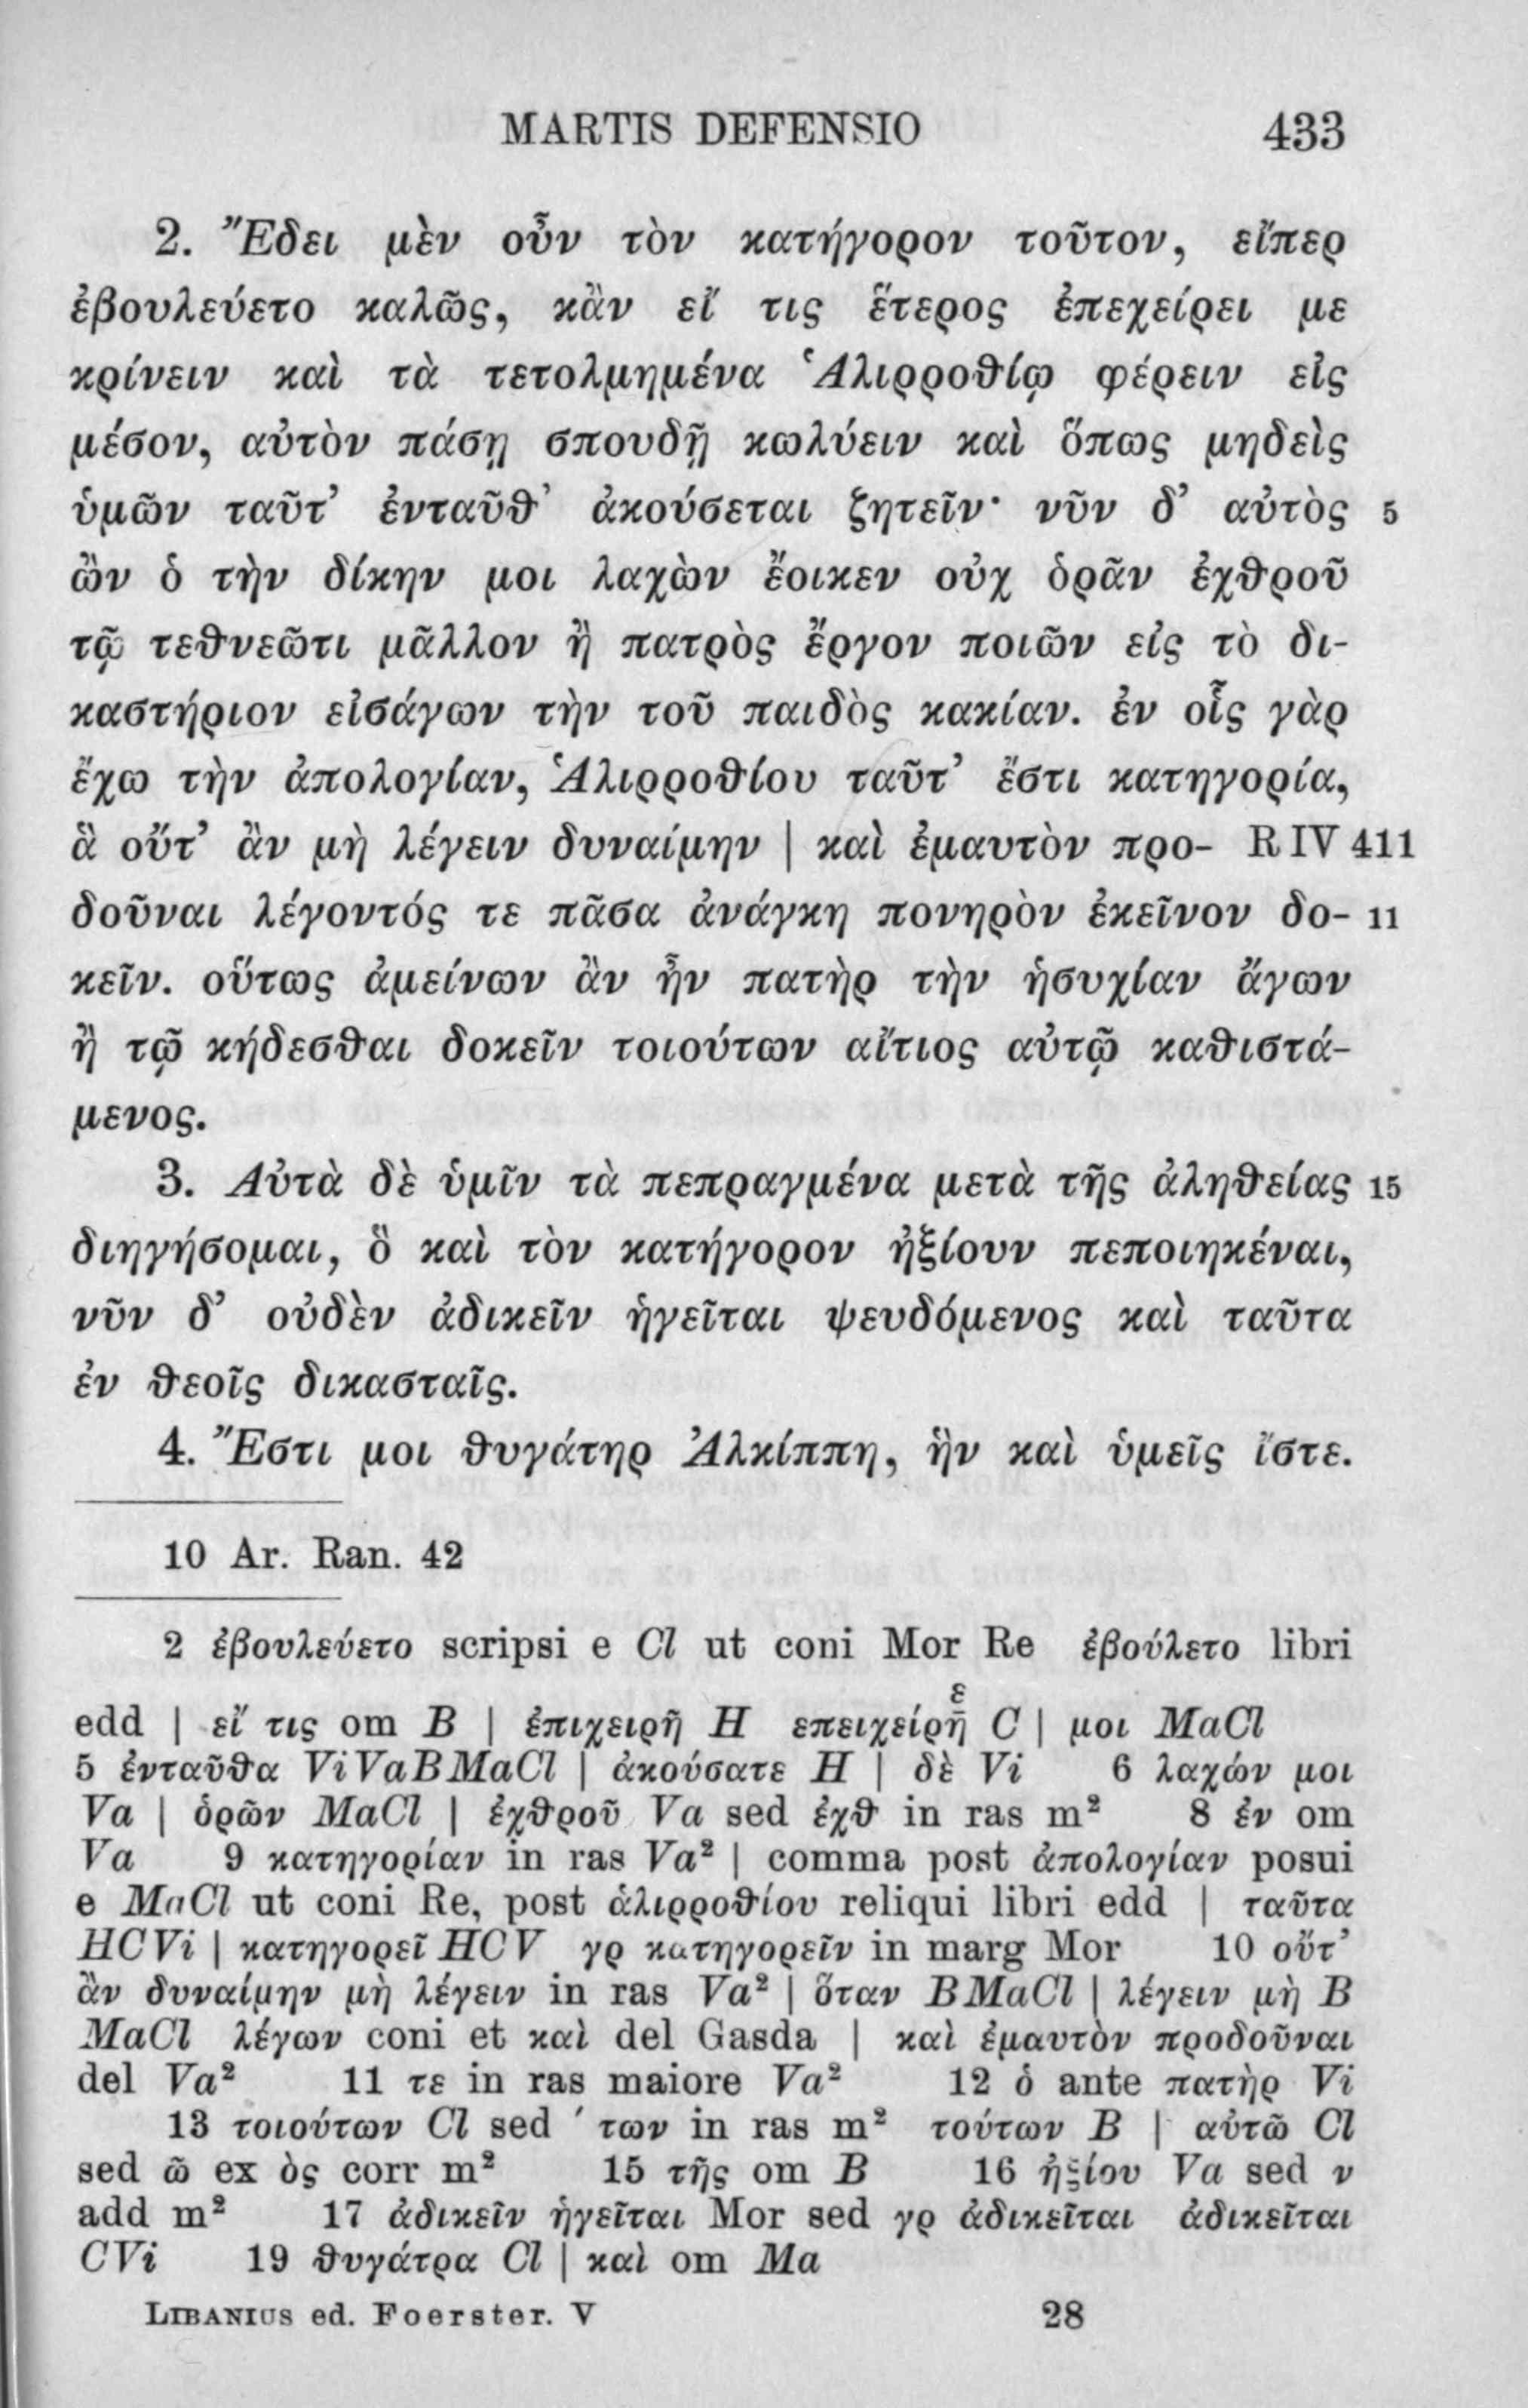 MARTIS DEFENSIO 433
2. Ἔδει μὲν οὖν τὸν κατήγορον τοῦτον, εἴπερ
ἐβουλεύετο καλῶς, κἂν εἴ τις ἕτερος ἐπεχείρει με
κρίνειν καὶ τὰ τετολμημένα Ἁλιρροθίῳ φέρειν εἰς
μέσον, αὐτὸν πάσῃ σπουδῇ κωλύειν καὶ ὅπως μηδεὶς
ὑμῶν ταῦτ’ ἐνταῦθ’ ἀκούσεται ζητεῖν· νῦν δ’ αὐτὸς 5
ὢν ὁ τὴν δίκην μοι λαχὼν ἔοικεν οὐχ ὁρᾶν ἐχθροῦ
τῷ τεθνεῶτι μᾶλλον ἢ πατρὸς ἔργον ποιῶν εἰς τὸ δι-
καστήριον εἰσάγων τὴν τοῦ παιδὸς κακίαν. ἐν οἷς γὰρ
ἔχω τὴν ἀπολογίαν, Ἁλιρροθίου ταῦτ’ ἔστι κατηγορία,
ἃ οὔτ’ ἂν μὴ λέγειν δυναίμην | καὶ ἐμαυτὸν προ- R IV 411
δοῦναι λέγοντός τε πᾶσα ἀνάγκη πονηρὸν ἐκεῖνον δο- 11
κεῖν. οὕτως ἀμείνων ἂν ἦν πατὴρ τὴν ἡσυχίαν ἄγων
ἢ τῷ κήδεσθαι δοκεῖν τοιούτων αἴτιος αὐτῷ καθιστά-
μενος.
3. Αὐτὰ δὲ ὑμῖν τὰ πεπραγμένα μετὰ τῆς ἀληθείας 15
διηγήσομαι, ὃ καὶ τὸν κατήγορον ἠξίουν πεποιηκέναι,
νῦν δ’ οὐδὲν ἀδικεῖν ἡγεῖται ψευδόμενος καὶ ταῦτα
ἐν θεοῖς δικασταῖς.
4. Ἔστι μοι θυγάτηρ Ἀλκίππη, ἣν καὶ ὑμεῖς ἴστε.
10 Ar. Ran. 42
2 ἐβουλεύετο scripsi e Cl ut coni Mor Re ἐβούλετο libri
edd | εἴ τις om B | ἐπιχειρῆ H επειχείρῆ C | μοι MaCl
5 ἐνταῦθα ViVaBMaCl | ἀκούσατε H | δὲ Vi 6 λαχών μοι
Va | ὁρῶν MaCl | ἐχθροῦ Va sed ἐχθ in ras m² 8 ἐν om
Va 9 κατηγορίαν in ras Va² | comma post ἀπολογίαν posui
e MaCl ut coni Re, post ἁλιρροθίου reliqui libri edd | ταῦτα
HCVi | κατηγορεῖ HCV γρ κατηγορεῖν in marg Mor 10 οὔτ’
ἂν δυναίμην μὴ λέγειν in ras Va² | ὅταν BMaCl | λέγειν μὴ B
MaCl λέγων coni et καὶ del Gasda | καὶ ἐμαυτὸν προδοῦναι
del Va² 11 τε in ras maiore Va² 12 ὁ ante πατὴρ Vi
13 τοιούτων Cl sed ´ των in ras m² τούτων B | αὐτῶ Cl
sed ῶ ex ὸς corr m² 15 τῆς om B 16 ἠξίου Va sed ν
add m² 17 ἀδικεῖν ἡγεῖται Mor sed γρ ἀδικεῖται ἀδικεῖται
CVi 19 θυγάτρα Cl | καὶ om Ma
LIBANIUS ed. Foerster. V 28